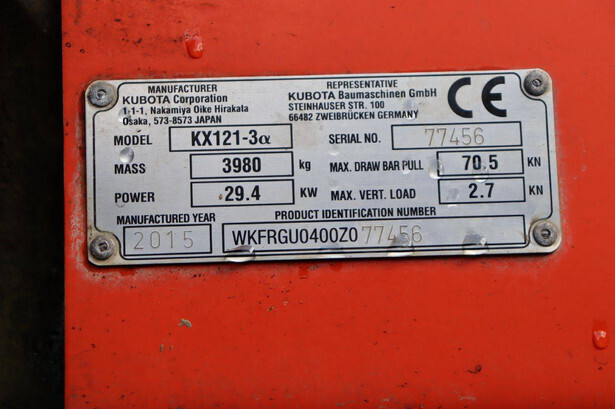 MANUFACTURER
KUBOTA Corporation
1-1-1, Nakamiya Oike Hirakata
Osaka, 573-8573 JAPAN
REPRESENTATIVE
KUBOTA Baumaschinen GmbH
STEINHAUSER STR. 100
66482 ZWEIBRÜCKEN GERMANY
CE
MODEL KX121-3α SERIAL NO. 77456
MASS 3980 kg MAX. DRAW BAR PULL 70.5 KN
POWER 29.4 KW MAX. VERT. LOAD 2.7 KN
MANUFACTURED YEAR PRODUCT IDENTIFICATION NUMBER
2015 WKFRGU0400Z077456